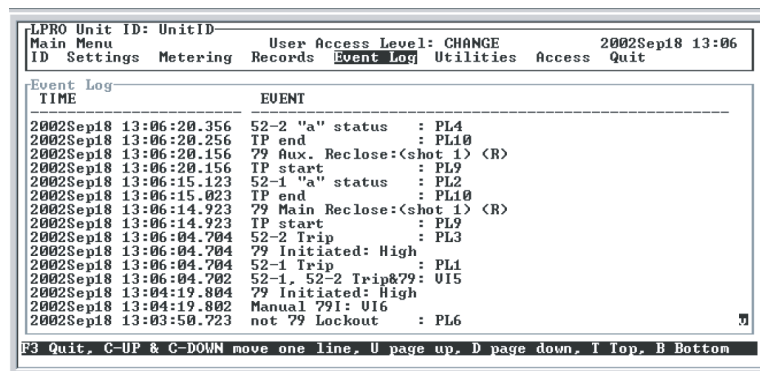 LPRO Unit ID: UnitID
Main Menu User Access Level: CHANGE 2002Sep18 13:06
ID Settings Metering Records Event Log Utilities Access Quit
Event Log
TIME EVENT
2002Sep18 13:06:20.356 52-2 "a" status : PL4
2002Sep18 13:06:20.256 TP end : PL10
2002Sep18 13:06:20.156 79 Aux. Reclose:(shot 1) (R)
2002Sep18 13:06:20.156 TP start : PL9
2002Sep18 13:06:15.123 52-1 "a" status : PL2
2002Sep18 13:06:15.023 TP end : PL10
2002Sep18 13:06:14.923 79 Main Reclose:(shot 1) (R)
2002Sep18 13:06:14.923 TP start : PL9
2002Sep18 13:06:04.704 52-2 Trip : PL3
2002Sep18 13:06:04.704 79 Initiated: High
2002Sep18 13:06:04.704 52-1 Trip : PL1
2002Sep18 13:06:04.702 52-1, 52-2 Trip&79: VI5
2002Sep18 13:04:19.804 79 Initiated: High
2002Sep18 13:04:19.802 Manual 79I: VI6
2002Sep18 13:03:50.723 not 79 Lockout : PL6
v
F3 Quit, C-UP & C-DOWN move one line, U page up, D page down, T Top, B Bottom